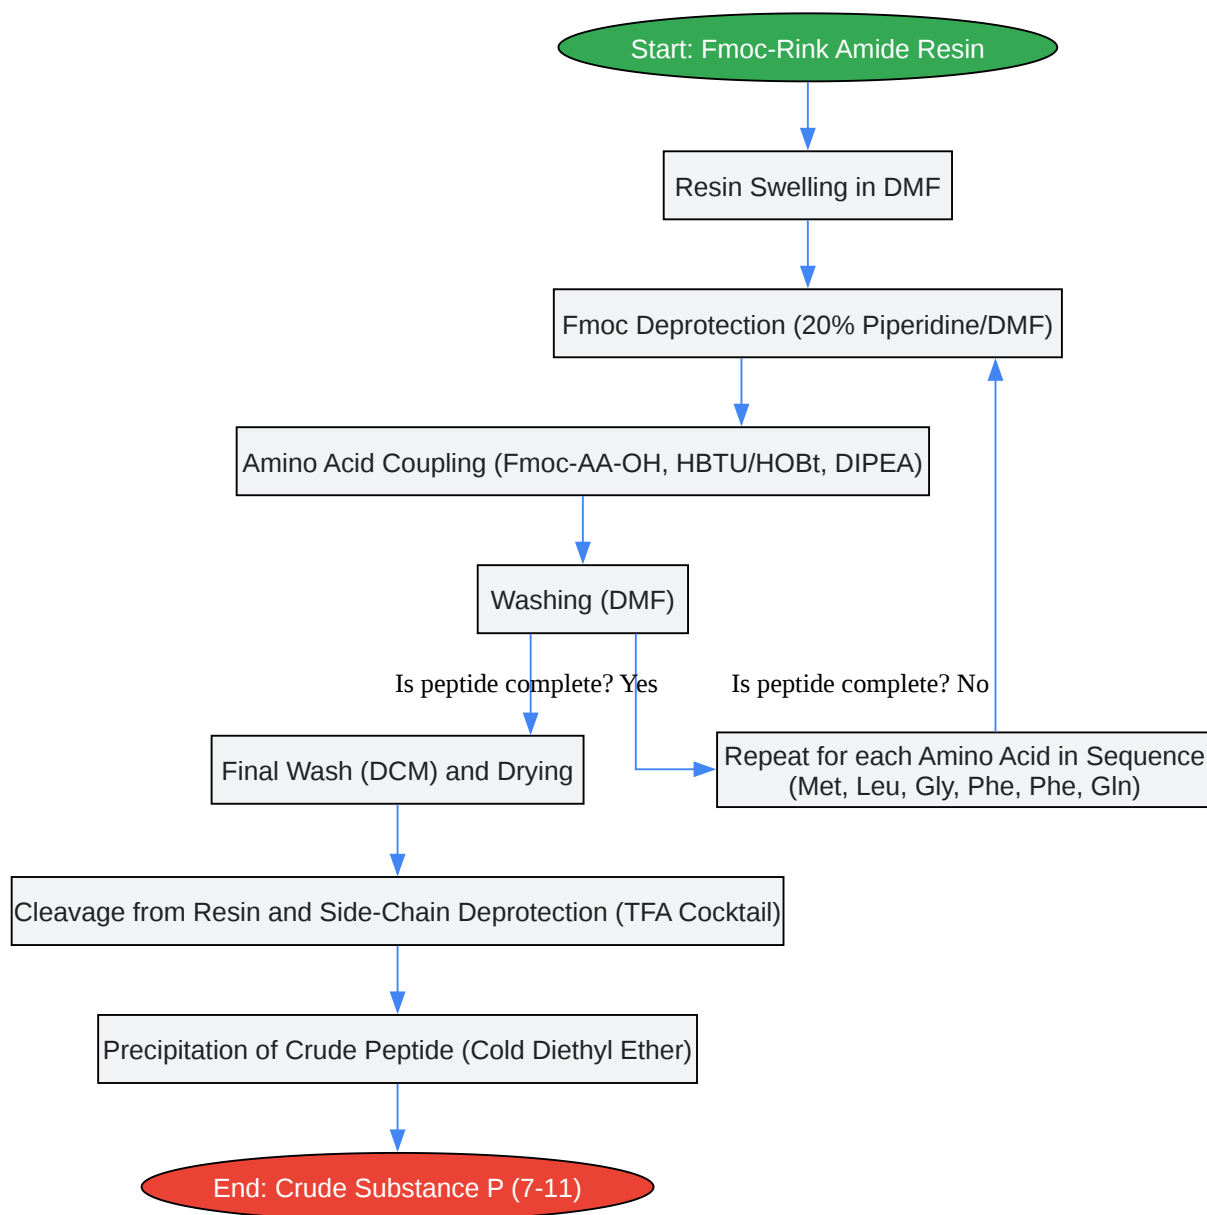 Start: Fmoc-Rink Amide Resin
Resin Swelling in DMF
Fmoc Deprotection (20% Piperidine/DMF)
Amino Acid Coupling (Fmoc-AA-OH, HBTU/HOBt, DIPEA)
Washing (DMF)
Is peptide complete? Yes
Is peptide complete? No
Final Wash (DCM) and Drying
Repeat for each Amino Acid in Sequence
(Met, Leu, Gly, Phe, Phe, Gln)
Cleavage from Resin and Side-Chain Deprotection (TFA Cocktail)
Precipitation of Crude Peptide (Cold Diethyl Ether)
End: Crude Substance P (7-11)